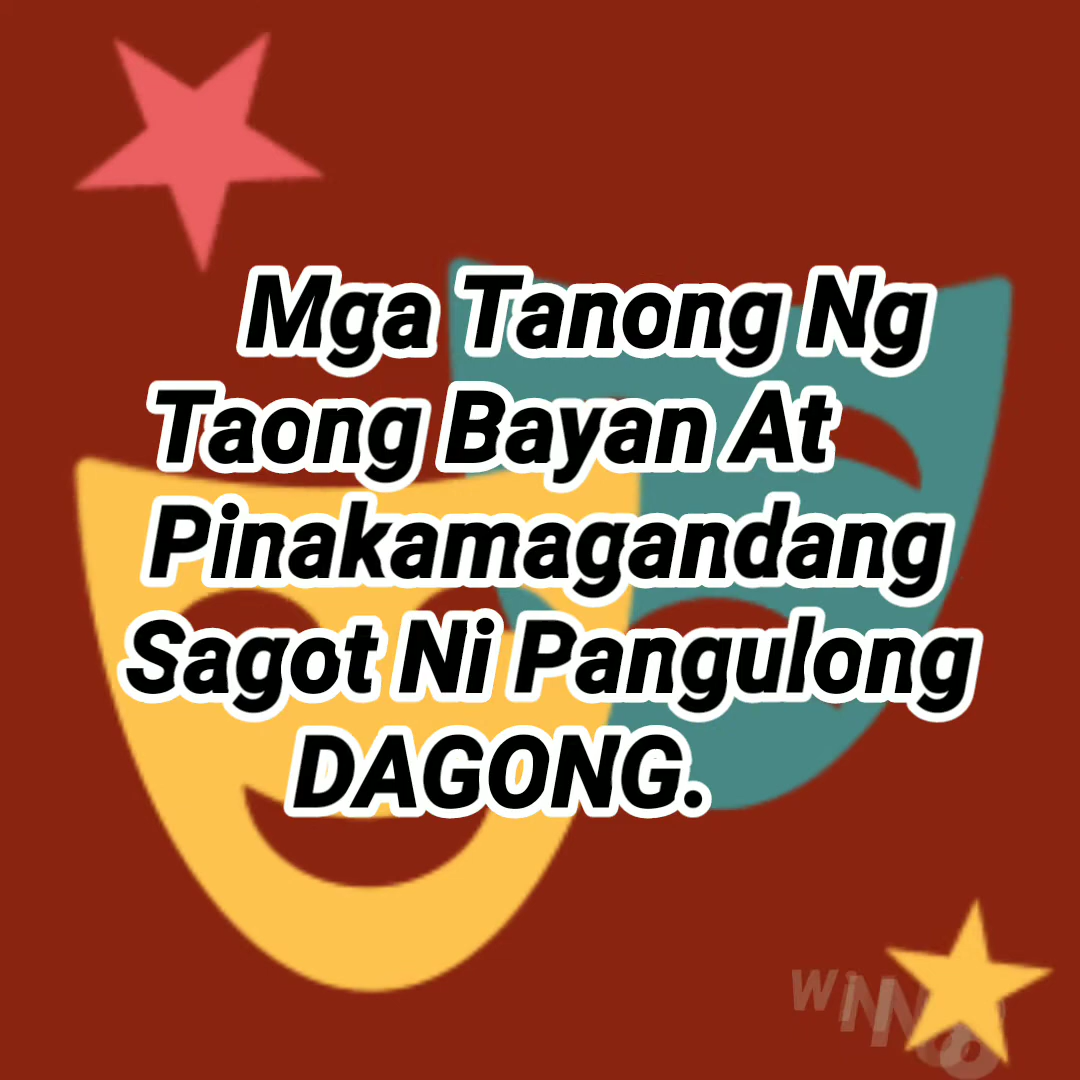 Mga Tanong Ng
Taong Bayan At
Pinakamagandang
Sagot Ni Pangulong
DAGONG.